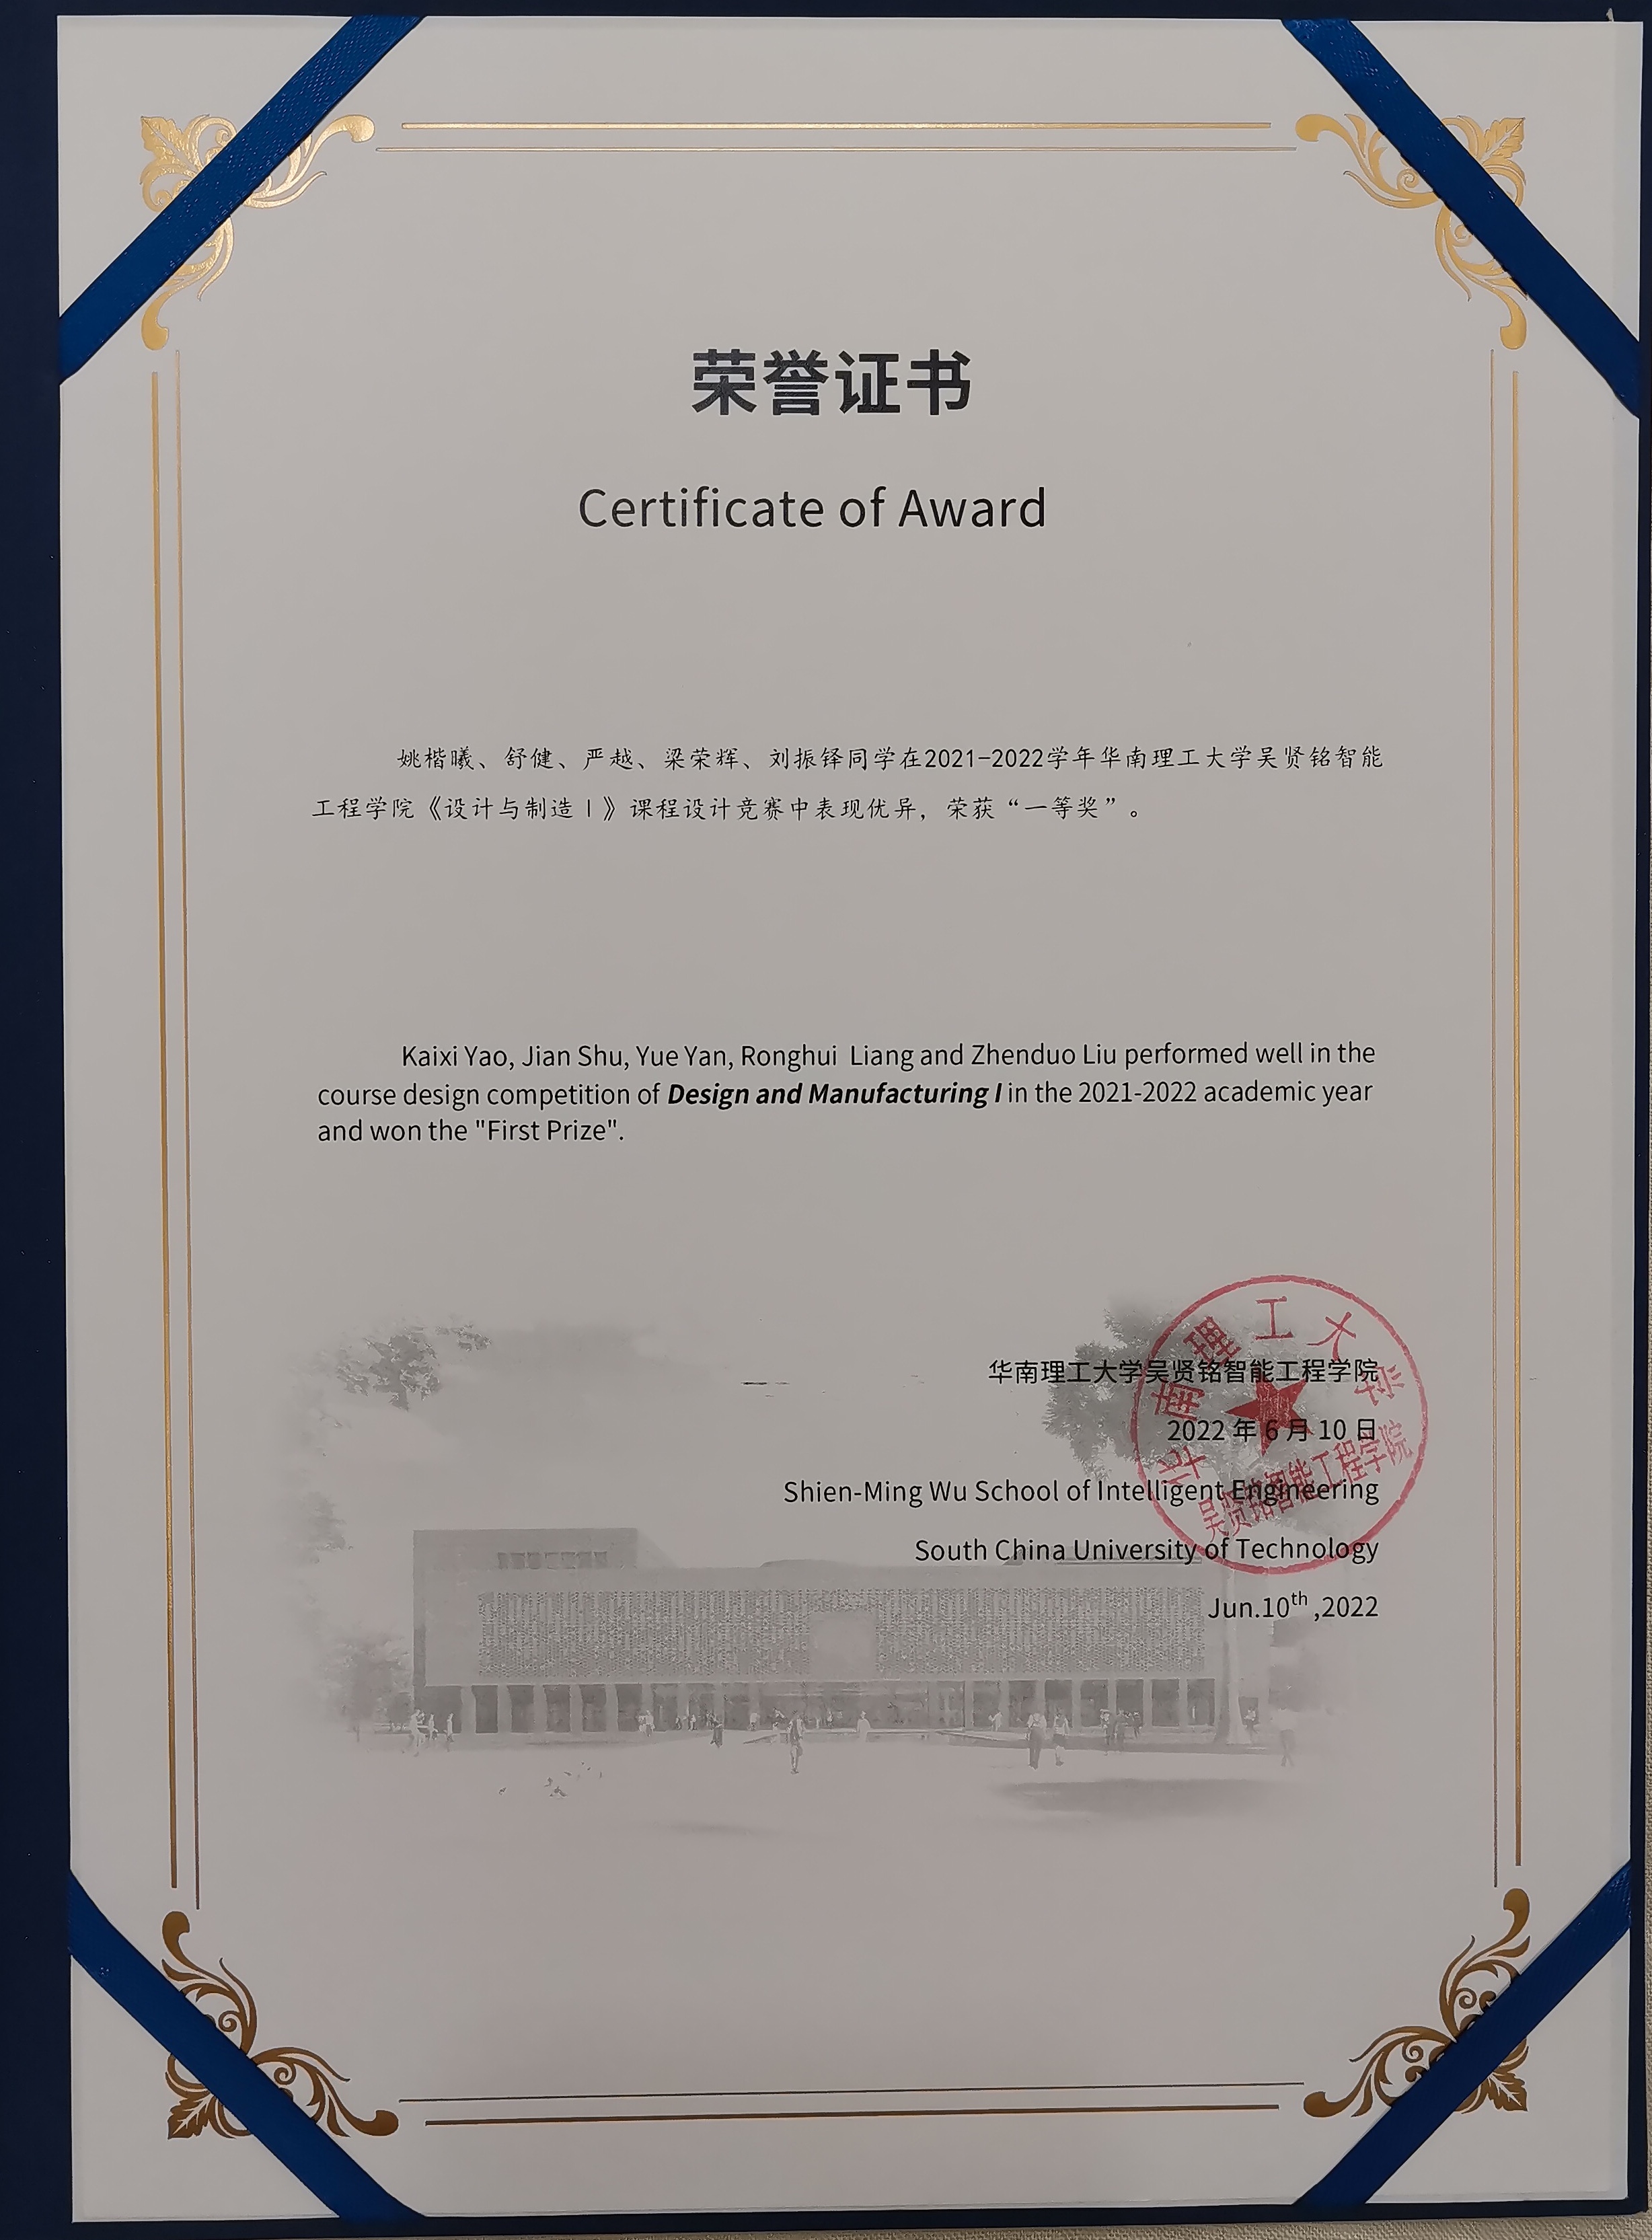 荣誉证书
Certificate of Award
姚楷曦、舒健、严越、梁荣辉、刘振铎同学在2021-2022学年华南理工大学吴贤铭智能
工程学院《设计与制造Ⅰ》课程设计竞赛中表现优异，荣获“一等奖”。
Kaixi Yao, Jian Shu, Yue Yan, Ronghui Liang and Zhenduo Liu performed well in the
course design competition of Design and Manufacturing I in the 2021-2022 academic year
and won the "First Prize".
华南理工大学吴贤铭智能工程学院
2022 年 6 月 10 日
Shien-Ming Wu School of Intelligent Engineering
South China University of Technology
Jun.10th ,2022
华南理工大学
吴贤铭智能工程学院